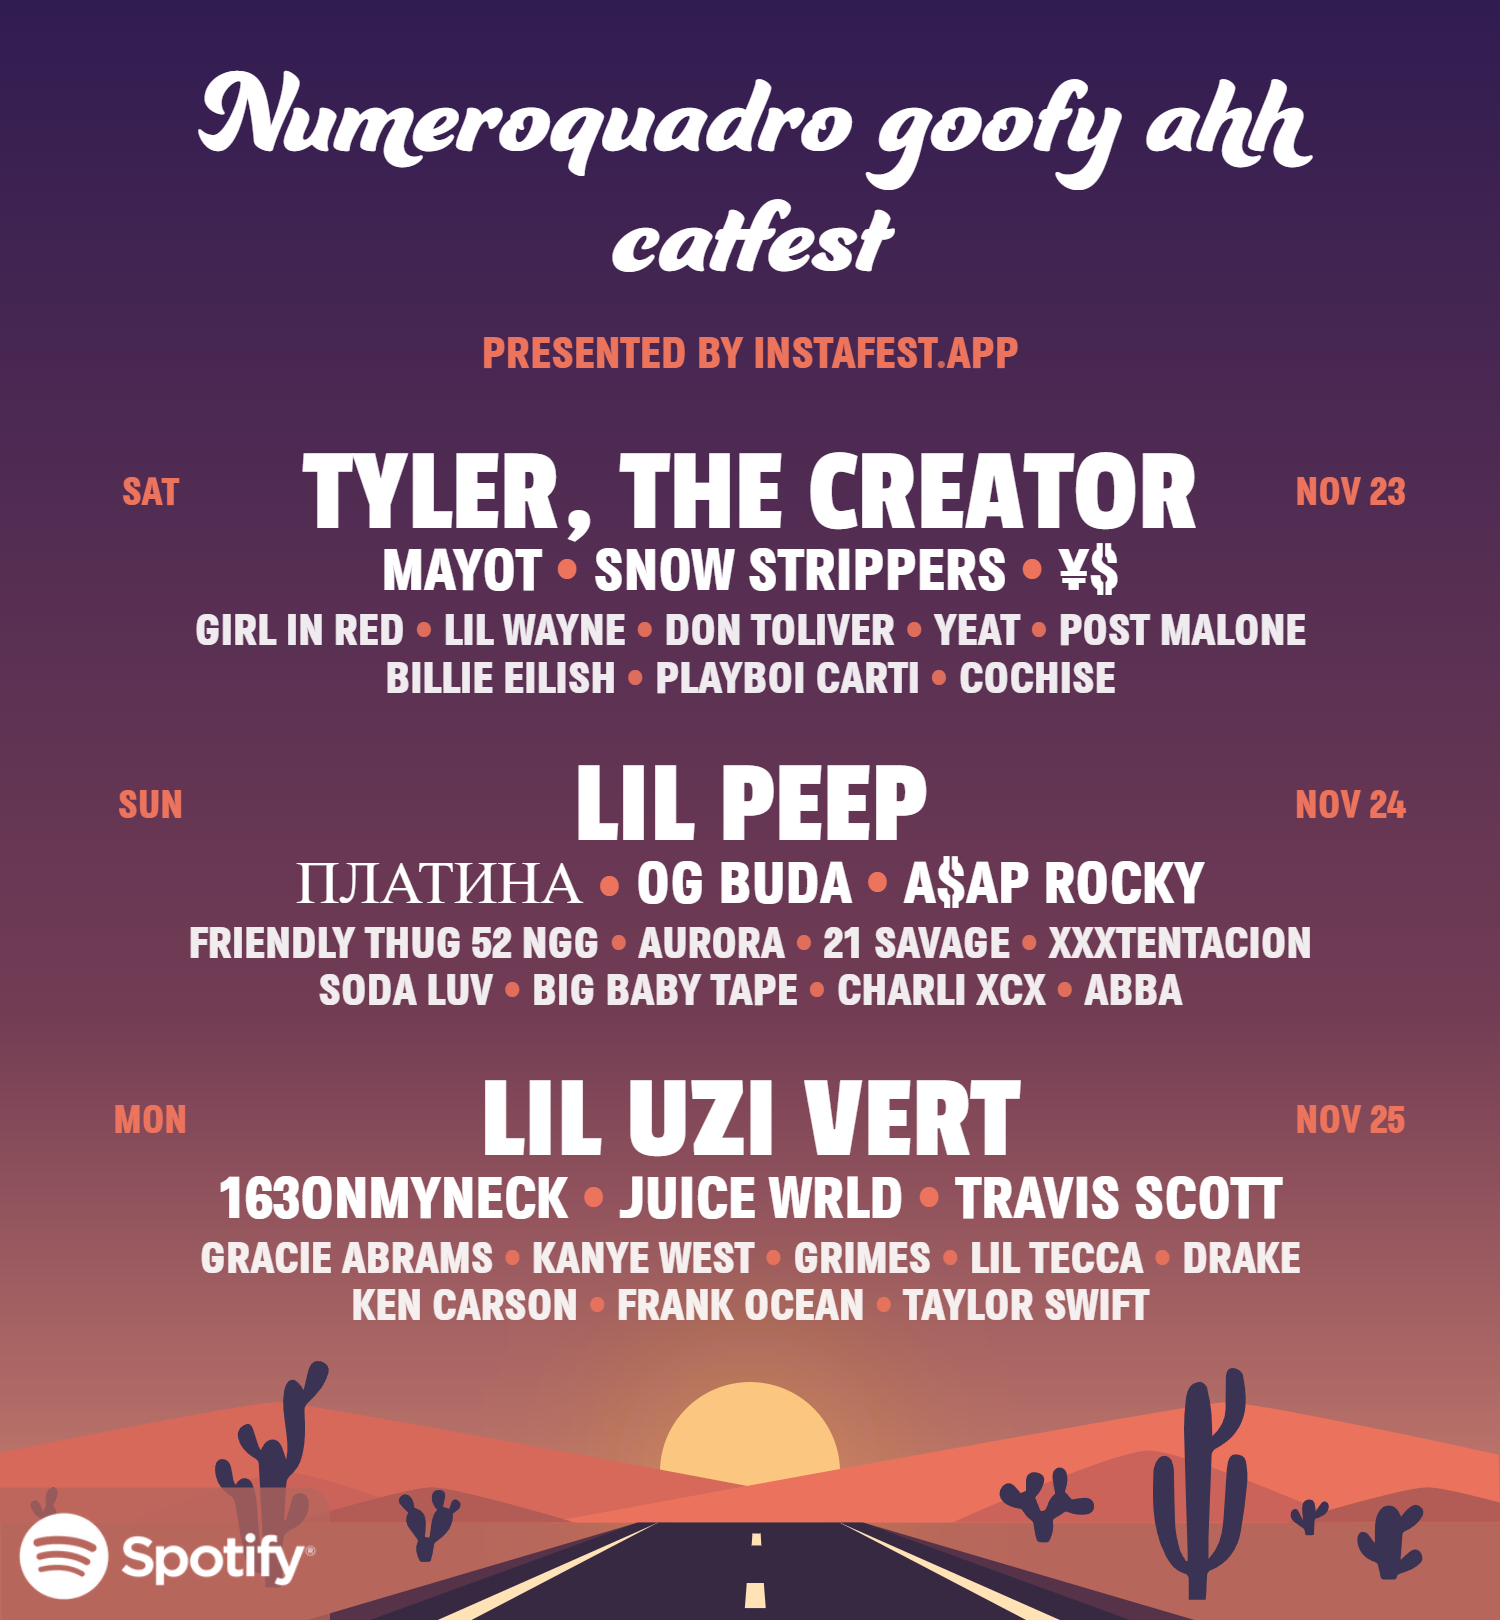 Numeroquadro goofy ahh
catfest
PRESENTED BY INSTAFEST.APP
SAT
TYLER, THE CREATOR
NOV 23
MAYOT • SNOW STRIPPERS • ¥$
GIRL IN RED • LIL WAYNE • DON TOLIVER • YEAT • POST MALONE
BILLIE EILISH • PLAYBOI CARTI • COCHISE
SUN
LIL PEEP
NOV 24
ПЛАТИНА • OG BUDA • A$AP ROCKY
FRIENDLY THUG 52 NGG • AURORA • 21 SAVAGE • XXXTENTACION
SODA LUV • BIG BABY TAPE • CHARLI XCX • ABBA
MON
LIL UZI VERT
NOV 25
163ONMYNECK • JUICE WRLD • TRAVIS SCOTT
GRACIE ABRAMS • KANYE WEST • GRIMES • LIL TECCA • DRAKE
KEN CARSON • FRANK OCEAN • TAYLOR SWIFT
Spotify®